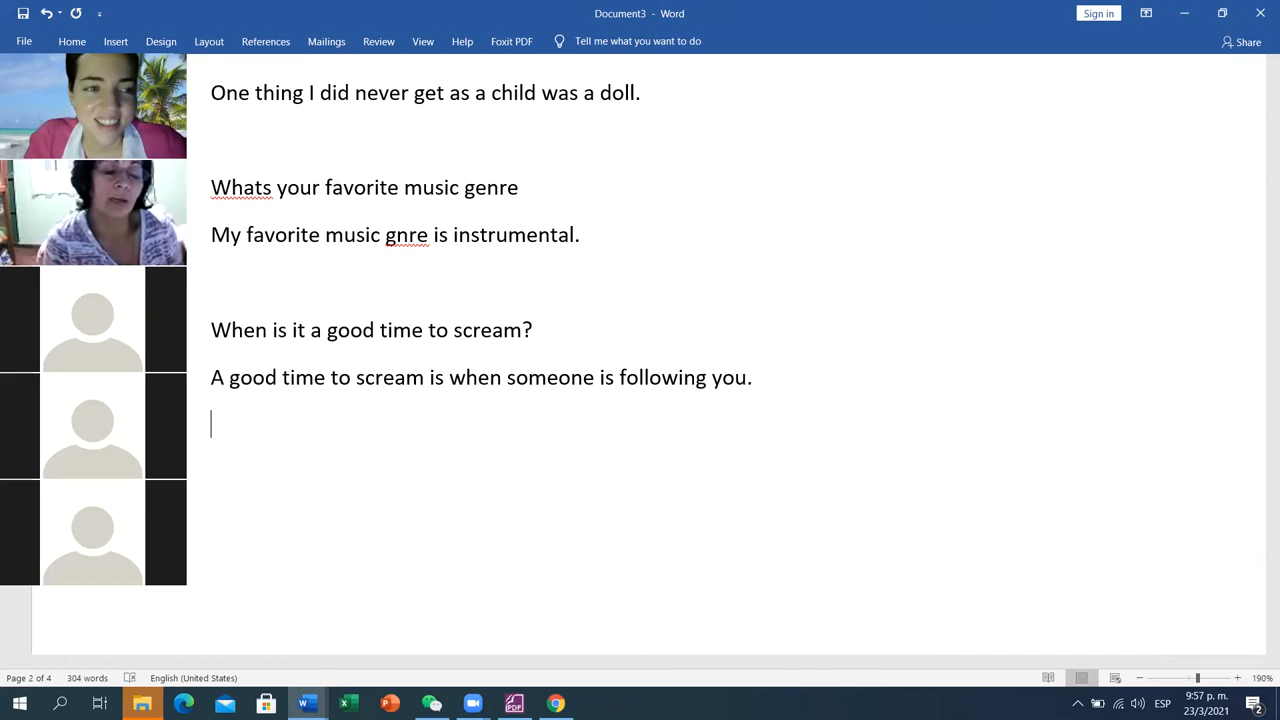 Document3 - Word
Sign in
File Home Insert Design Layout References Mailings Review View Help Foxit PDF Tell me what you want to do Share
One thing I did never get as a child was a doll.
Whats your favorite music genre
My favorite music gnre is instrumental.
When is it a good time to scream?
A good time to scream is when someone is following you.
Page 2 of 4 304 words English (United States) 190%
ESP 9:57 p. m.
23/3/2021 2